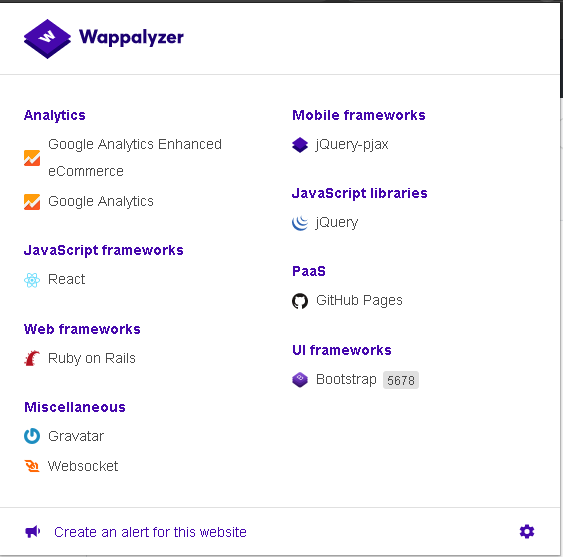 Wappalyzer
Analytics
Google Analytics Enhanced
eCommerce
Google Analytics
JavaScript frameworks
React
Web frameworks
Ruby on Rails
Miscellaneous
Gravatar
Websocket
Mobile frameworks
jQuery-pjax
JavaScript libraries
jQuery
PaaS
GitHub Pages
UI frameworks
Bootstrap 5678
Create an alert for this website